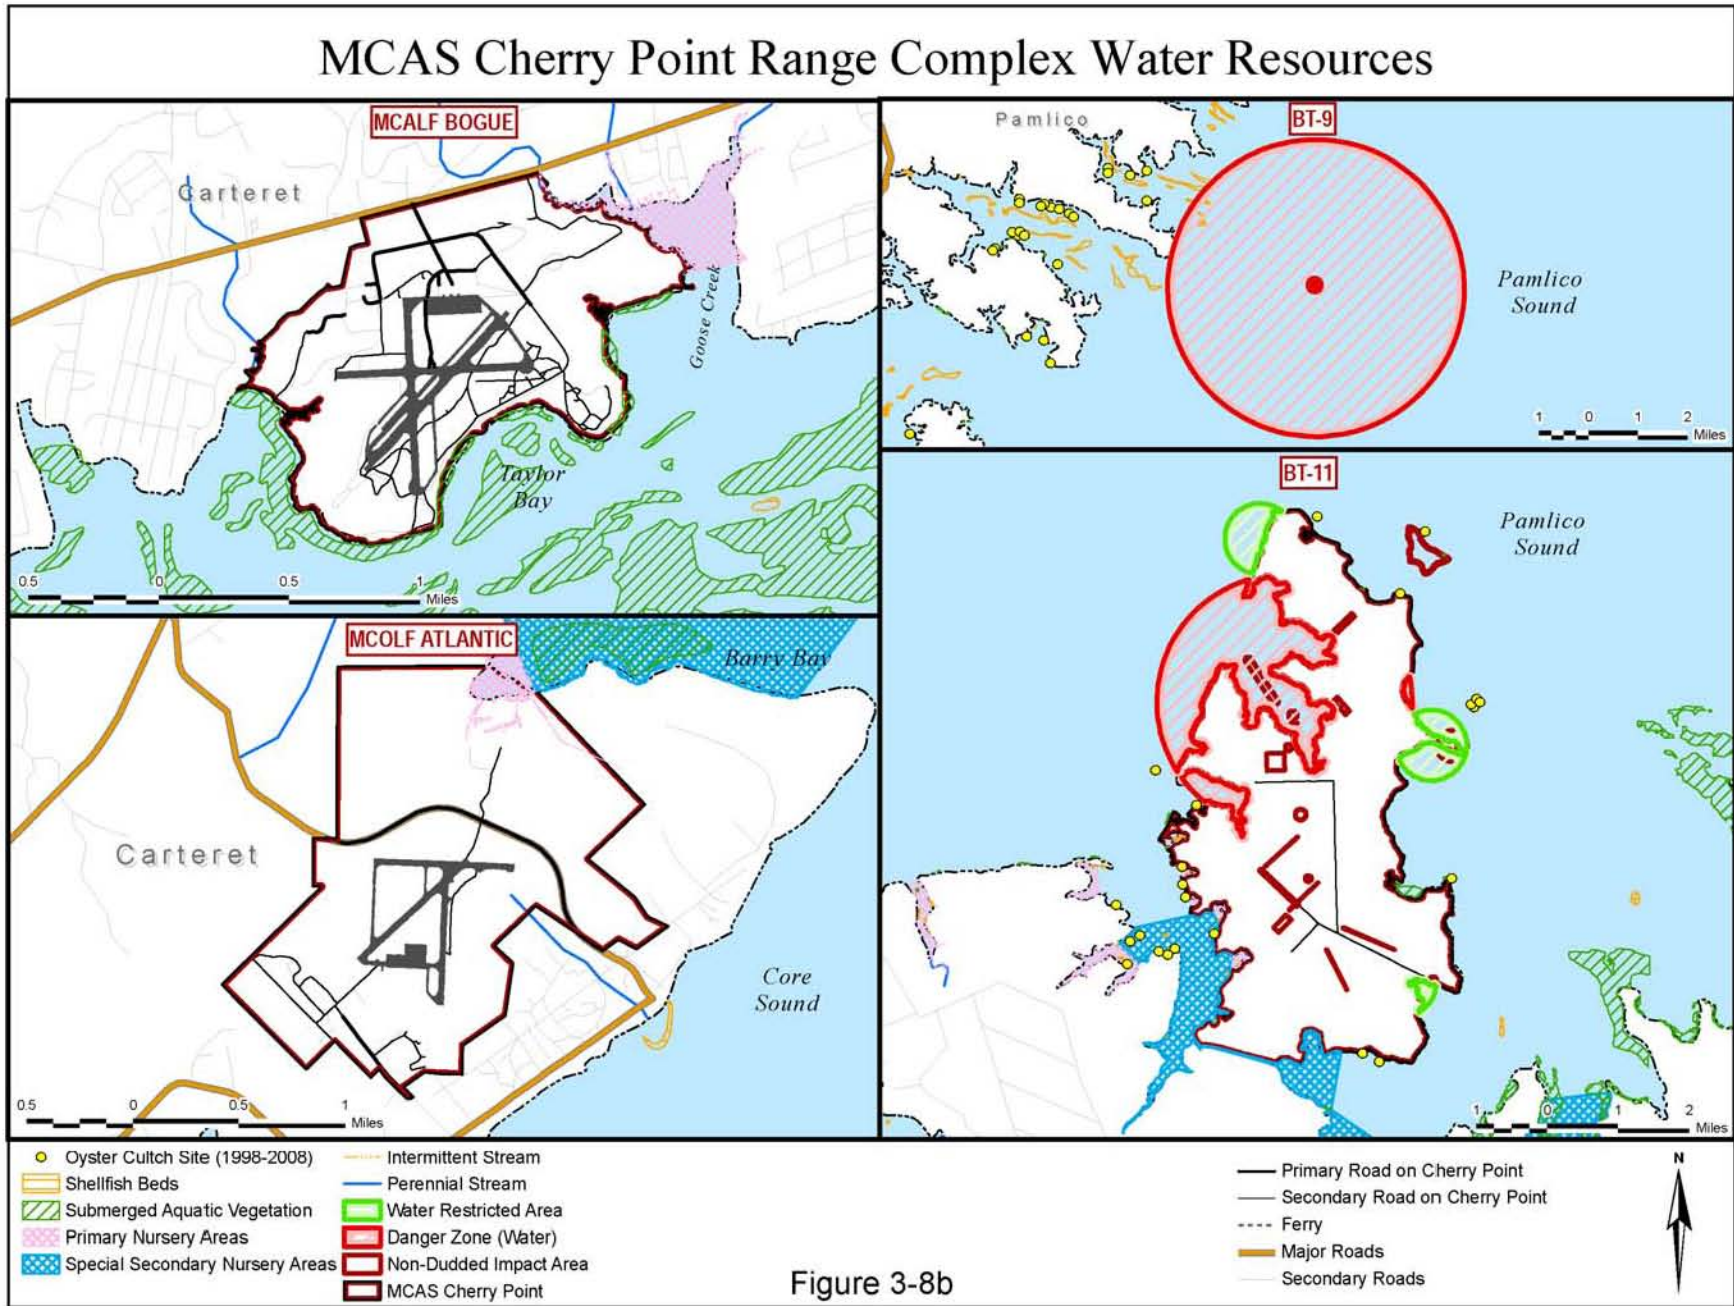 MCAS Cherry Point Range Complex Water Resources
MCALF BOGUE
Carteret
Goose Creek
Taylor
Bay
0.5 0 0.5 1
Miles
BT-9
Pamlico
Pamlico
Sound
1 0 1 2
Miles
MCOLF ATLANTIC
Barry Bay
Carteret
Core
Sound
0.5 0 0.5 1
Miles
BT-11
Pamlico
Sound
1 0 1 2
Miles
Oyster Cultch Site (1998-2008)
Shellfish Beds
Submerged Aquatic Vegetation
Primary Nursery Areas
Special Secondary Nursery Areas
Intermittent Stream
Perennial Stream
Water Restricted Area
Danger Zone (Water)
Non-Dudded Impact Area
MCAS Cherry Point
Figure 3-8b
Primary Road on Cherry Point
Secondary Road on Cherry Point
Ferry
Major Roads
Secondary Roads
N